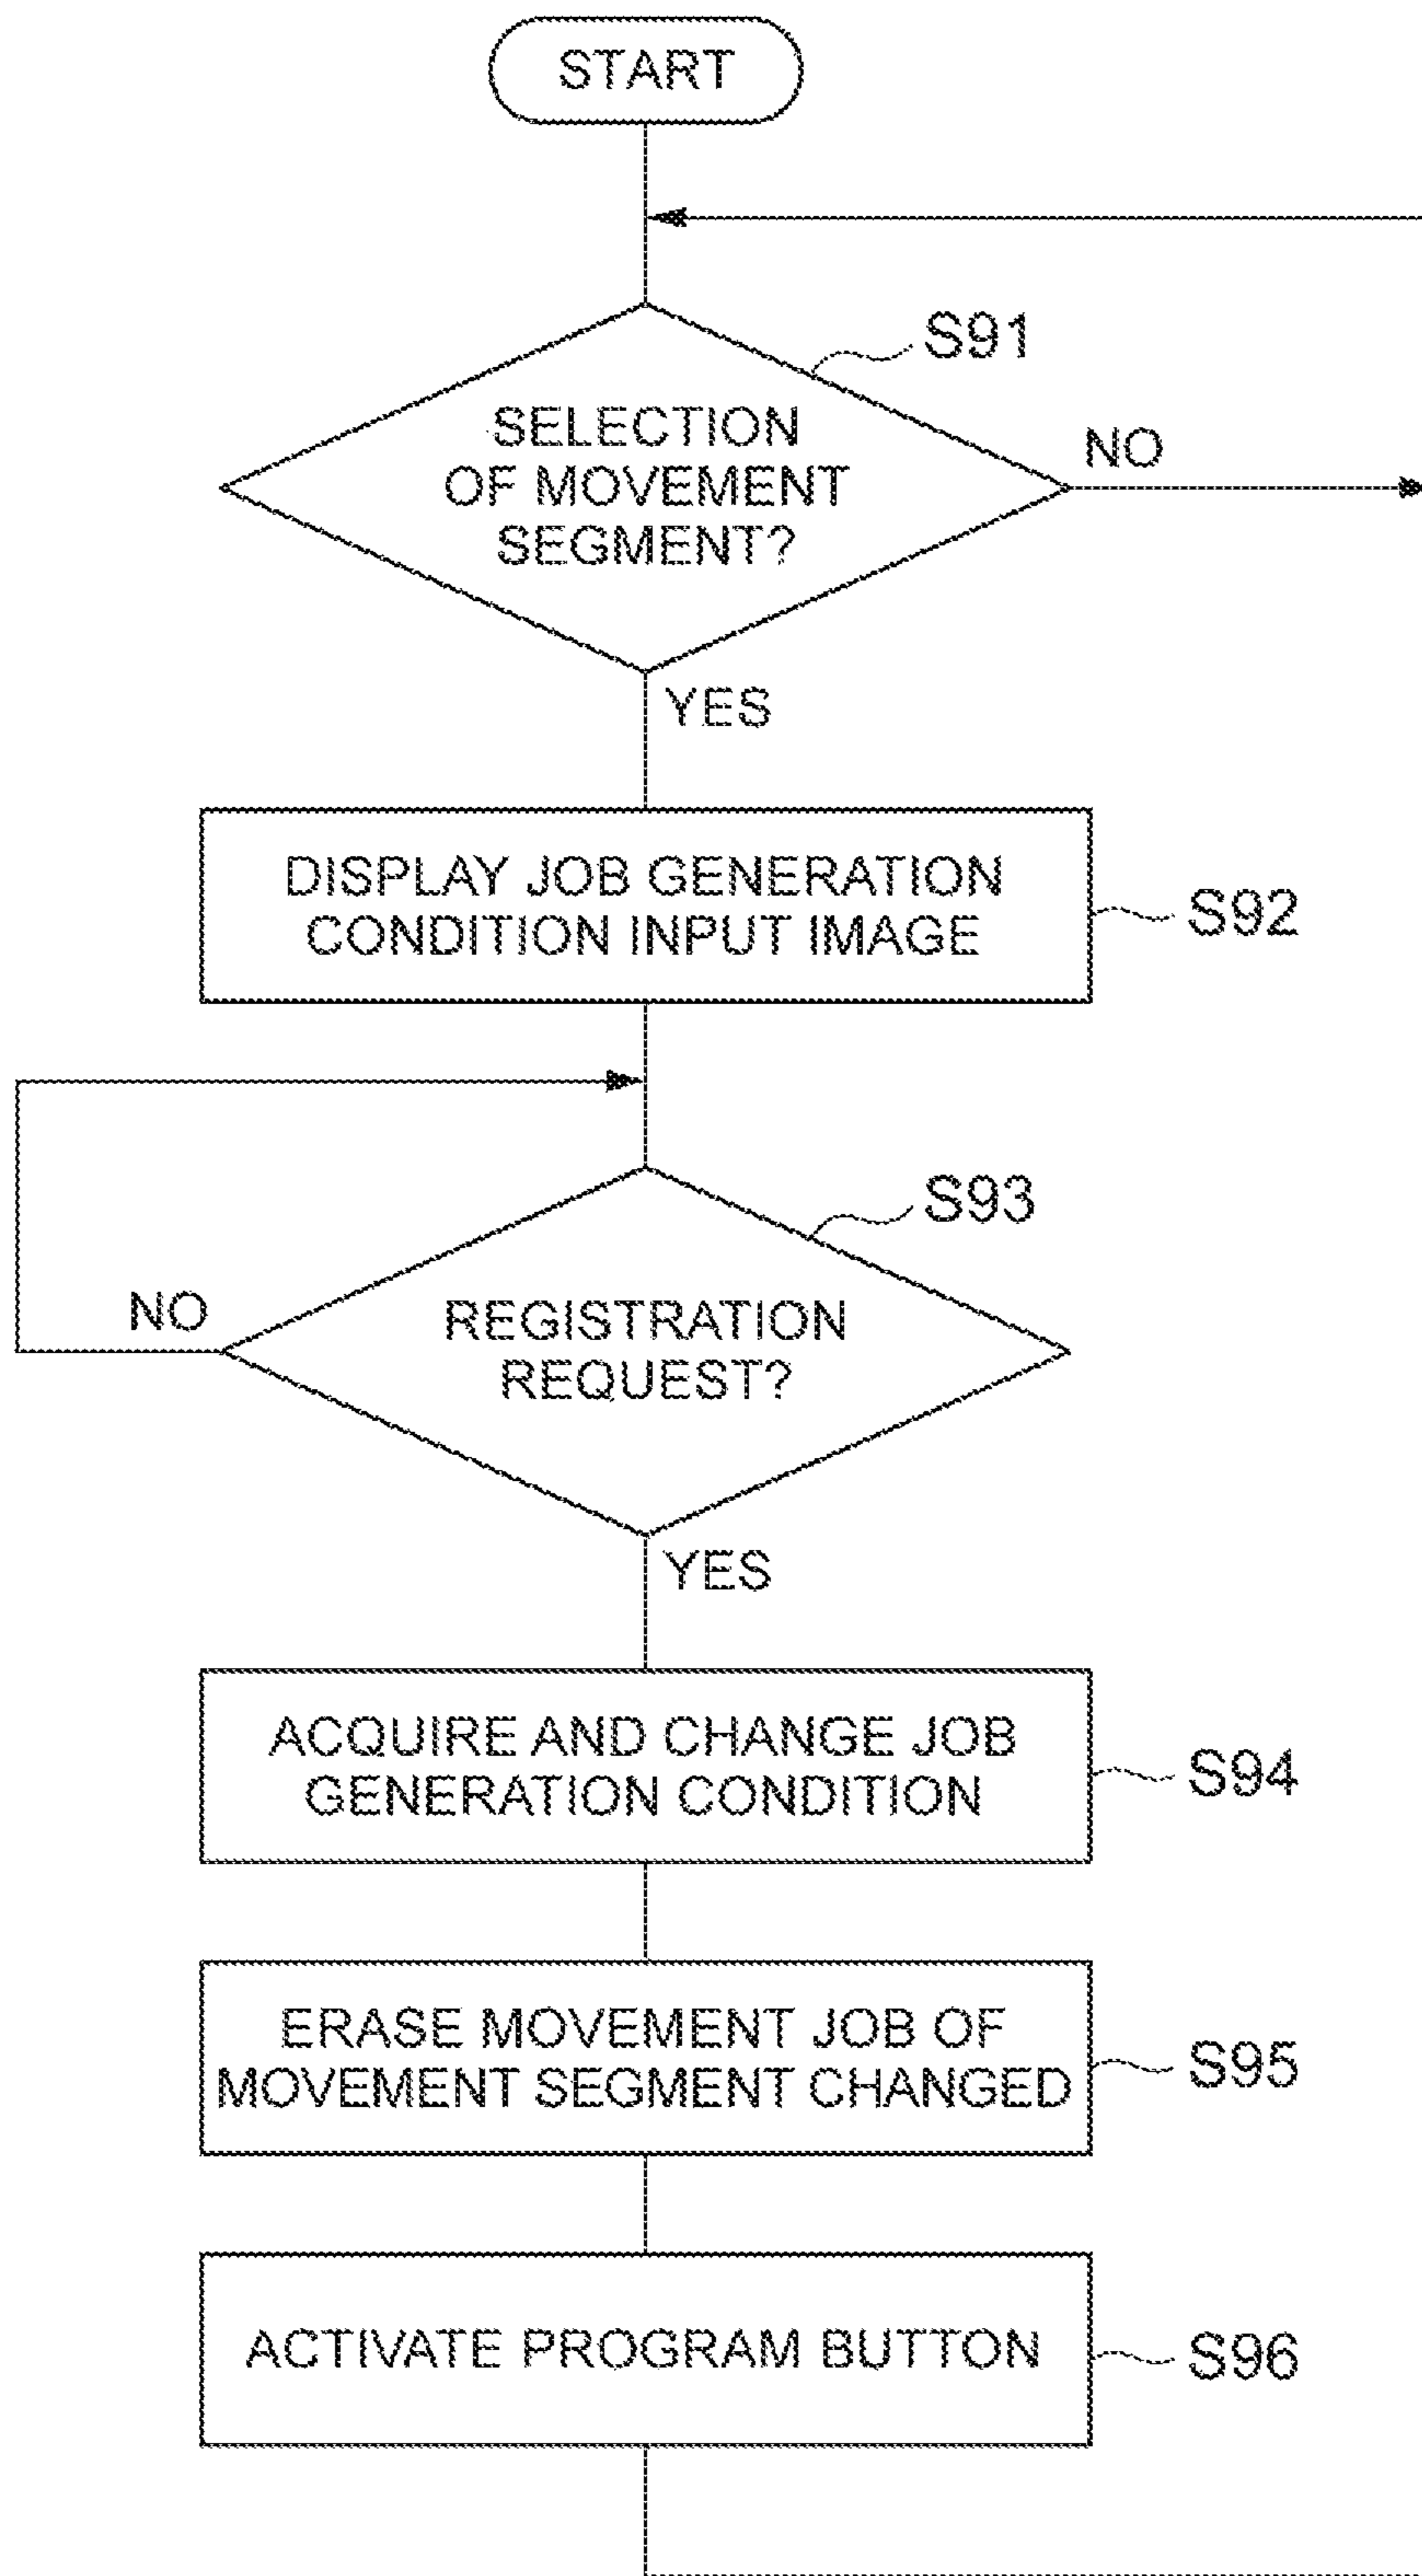 START
S91
SELECTION
OF MOVEMENT
SEGMENT?
NO
YES
DISPLAY JOB GENERATION
CONDITION INPUT IMAGE
S92
S93
REGISTRATION
REQUEST?
NO
YES
ACQUIRE AND CHANGE JOB
GENERATION CONDITION
S94
ERASE MOVEMENT JOB OF
MOVEMENT SEGMENT CHANGED
S95
ACTIVATE PROGRAM BUTTON
S96